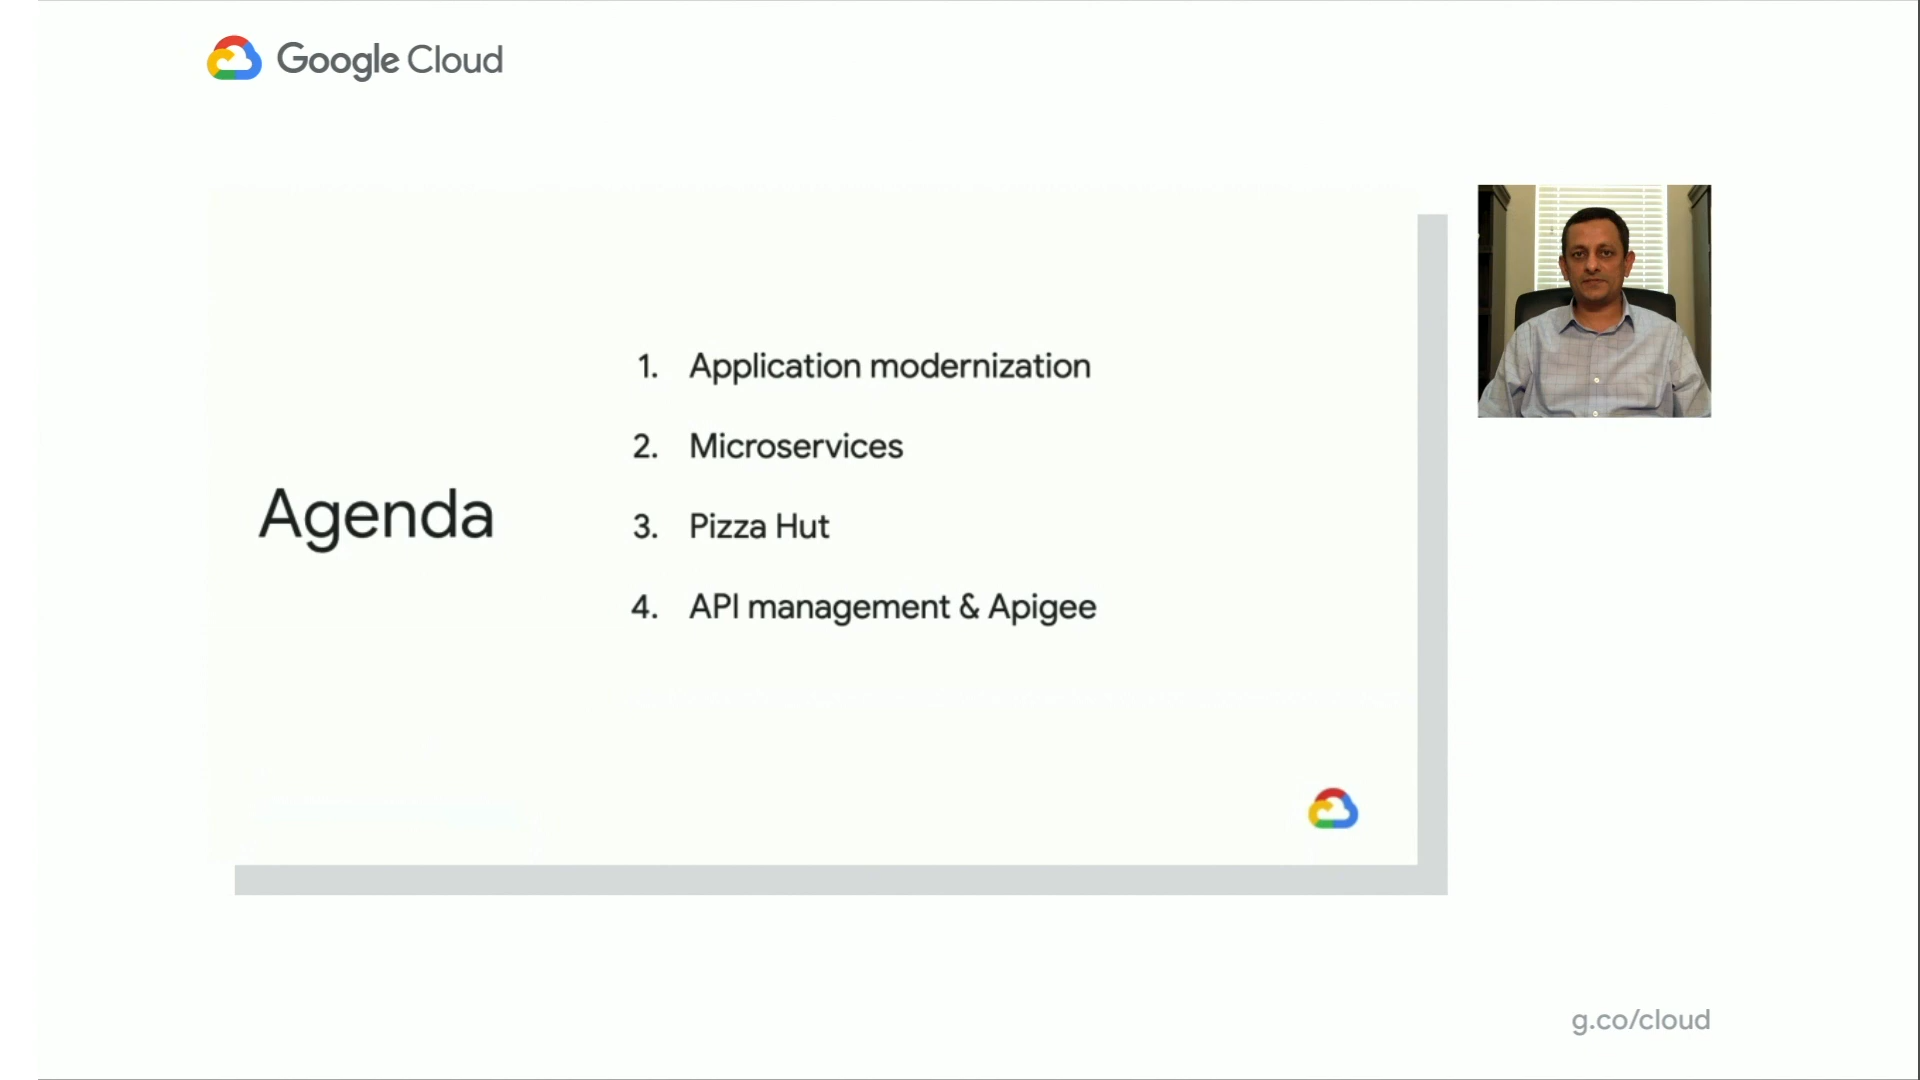 Google Cloud
Agenda
1. Application modernization
2. Microservices
3. Pizza Hut
4. API management & Apigee
g.co/cloud